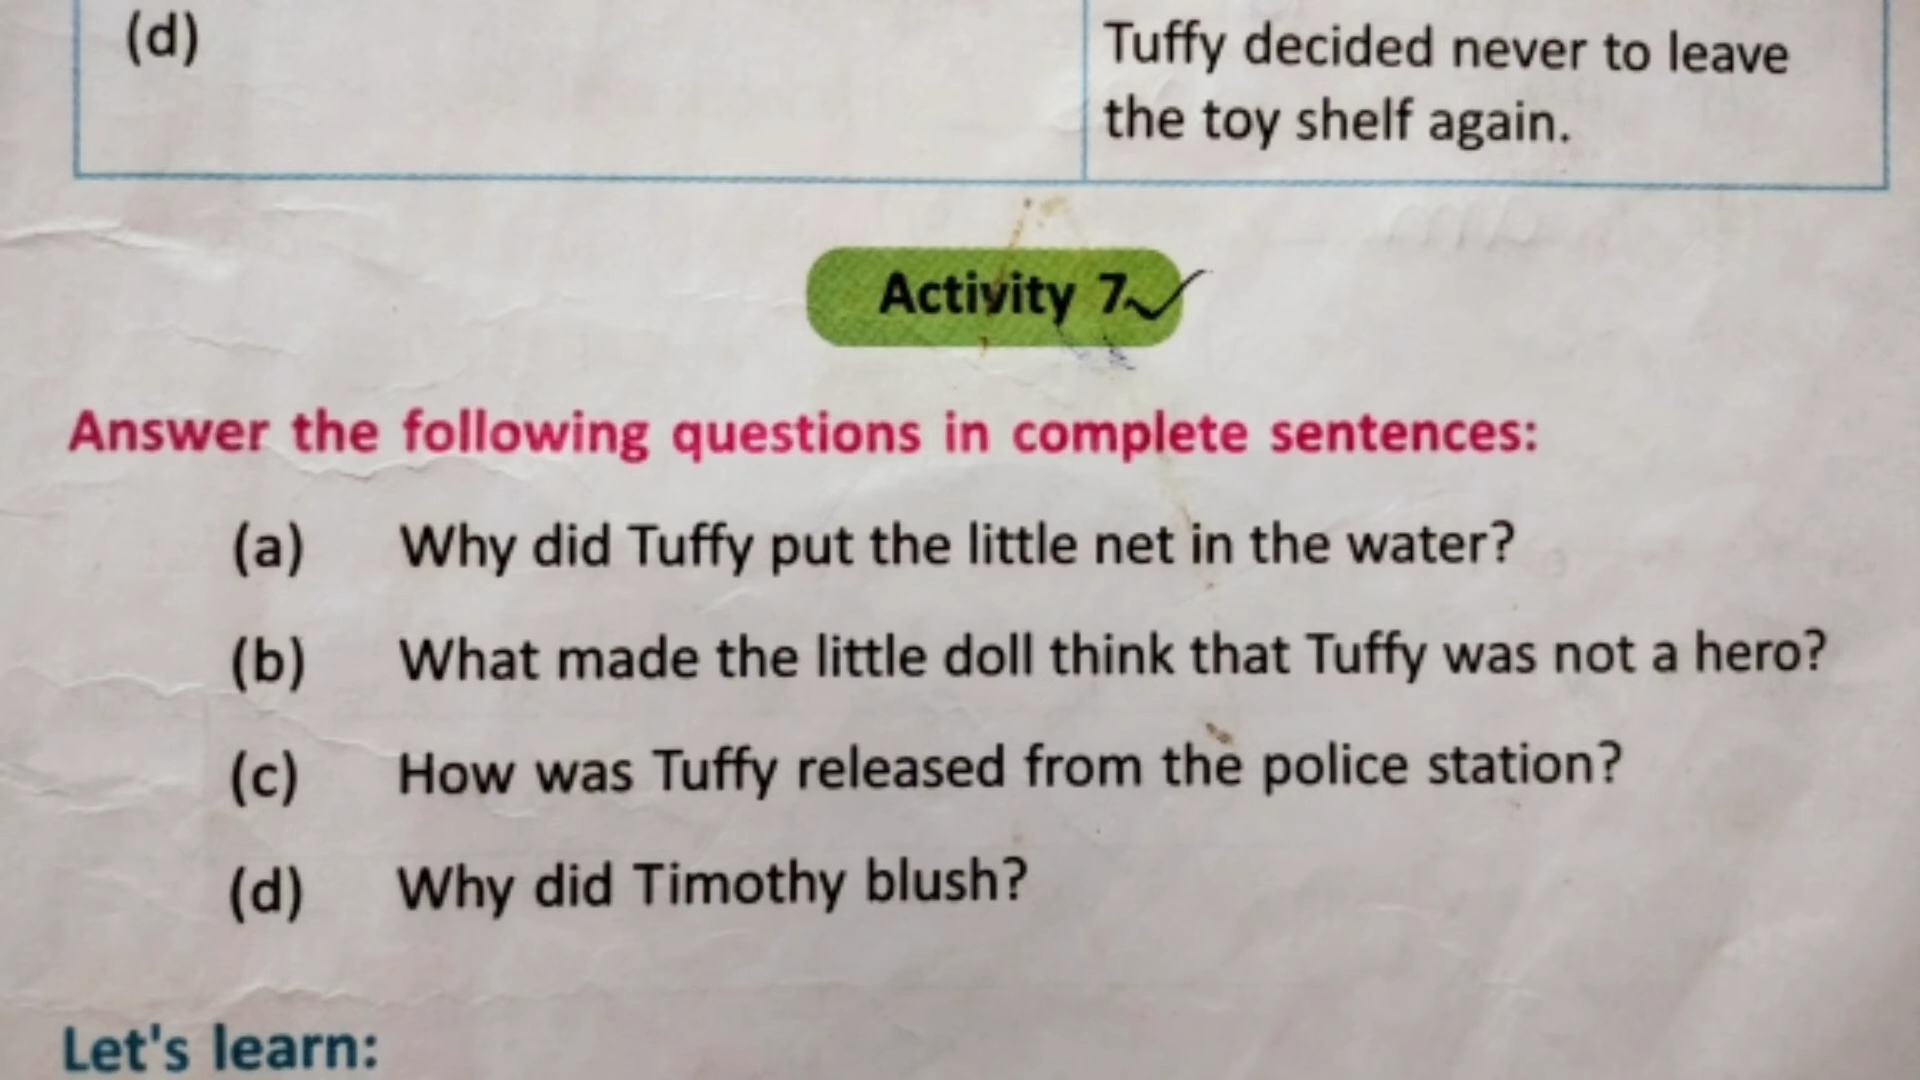 (d)
Tuffy decided never to leave
the toy shelf again.
Activity 7
Answer the following questions in complete sentences:
(a) Why did Tuffy put the little net in the water?
(b) What made the little doll think that Tuffy was not a hero?
(c) How was Tuffy released from the police station?
(d) Why did Timothy blush?
Let's learn: